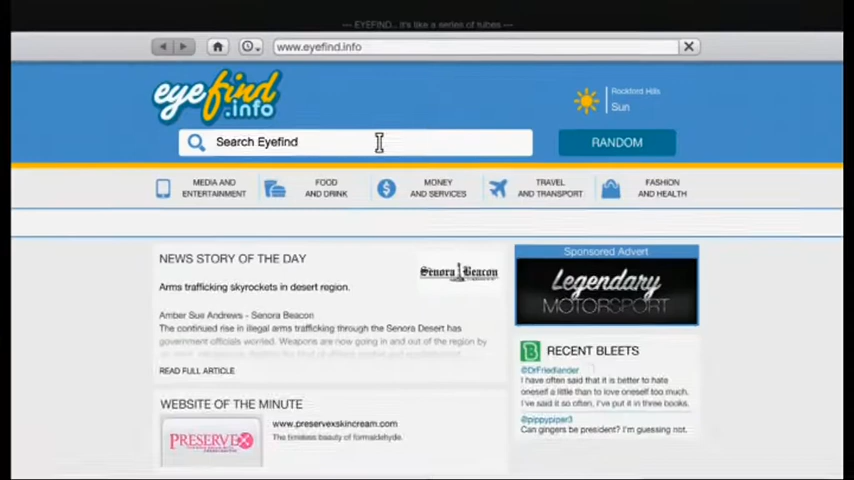 — EYEFIND... It's like a series of tubes —
www.eyefind.info
eyefind
.info
Rockford Hills
Sun
Search Eyefind
RANDOM
MEDIA AND
ENTERTAINMENT
FOOD
AND DRINK
MONEY
AND SERVICES
TRAVEL
AND TRANSPORT
FASHION
AND HEALTH
NEWS STORY OF THE DAY
Senora Beacon
Arms trafficking skyrockets in desert region.
Amber Sue Andrews - Senora Beacon
The continued rise in illegal arms trafficking through the Senora Desert has
government officials worried. Weapons are now going in and out of the region by
READ FULL ARTICLE
WEBSITE OF THE MINUTE
PRESERVEX
www.preservexskincream.com
The timeless beauty of formaldehyde.
Sponsored Advert
Legendary
MOTORSPORT
RECENT BLEETS
@DrFriedlander
I have often said that it is better to hate
oneself a little than to love oneself too much.
I've said it so often, I've put it in three books.
@pippypiper3
Can gingers be president? I'm guessing not.